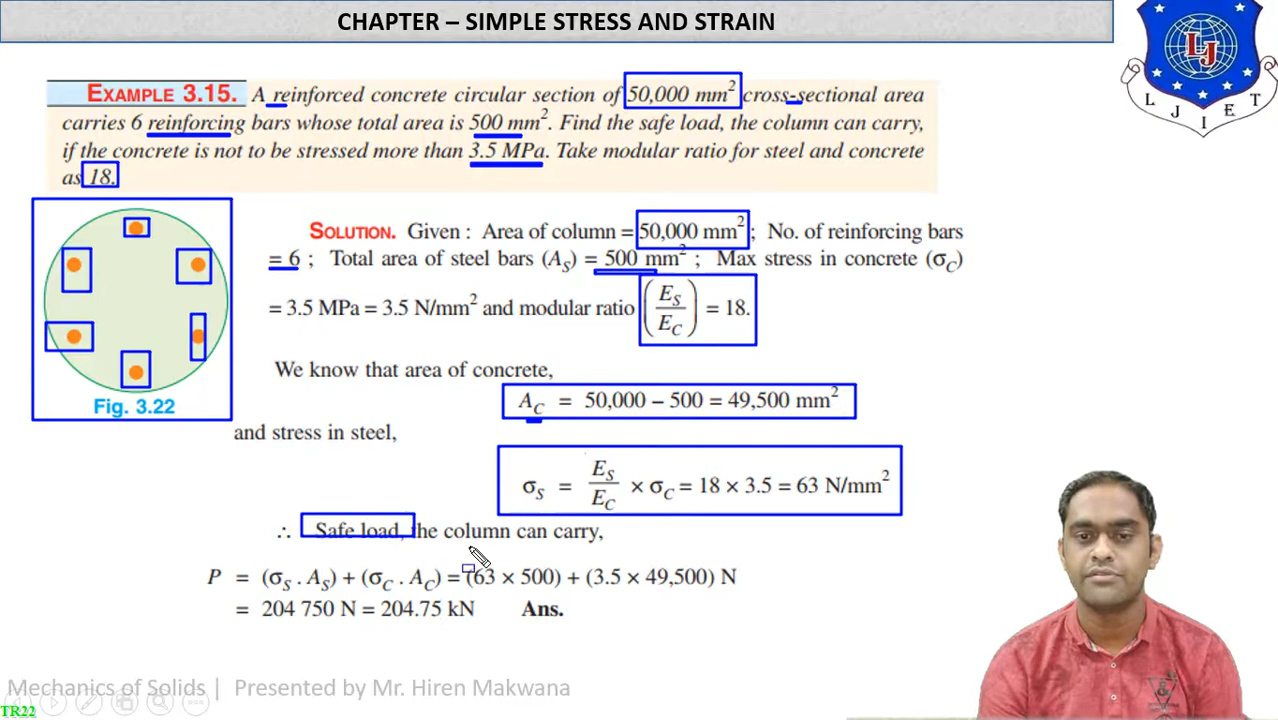 CHAPTER – SIMPLE STRESS AND STRAIN
LJ
L J I E T
EXAMPLE 3.15. A reinforced concrete circular section of 50,000 mm² cross-sectional area
carries 6 reinforcing bars whose total area is 500 mm². Find the safe load, the column can carry,
if the concrete is not to be stressed more than 3.5 MPa. Take modular ratio for steel and concrete
as 18.
SOLUTION. Given : Area of column = 50,000 mm² ; No. of reinforcing bars
= 6 ; Total area of steel bars (A_S) = 500 mm² ; Max stress in concrete (σ_C)
= 3.5 MPa = 3.5 N/mm² and modular ratio (E_S/E_C) = 18.
We know that area of concrete,
Fig. 3.22
A_C = 50,000 – 500 = 49,500 mm²
and stress in steel,
σ_S = E_S/E_C × σ_C = 18 × 3.5 = 63 N/mm²
∴ Safe load, the column can carry,
P = (σ_S . A_S) + (σ_C . A_C) = (63 × 500) + (3.5 × 49,500) N
= 204 750 N = 204.75 kN Ans.
Mechanics of Solids | Presented by Mr. Hiren Makwana
TR22